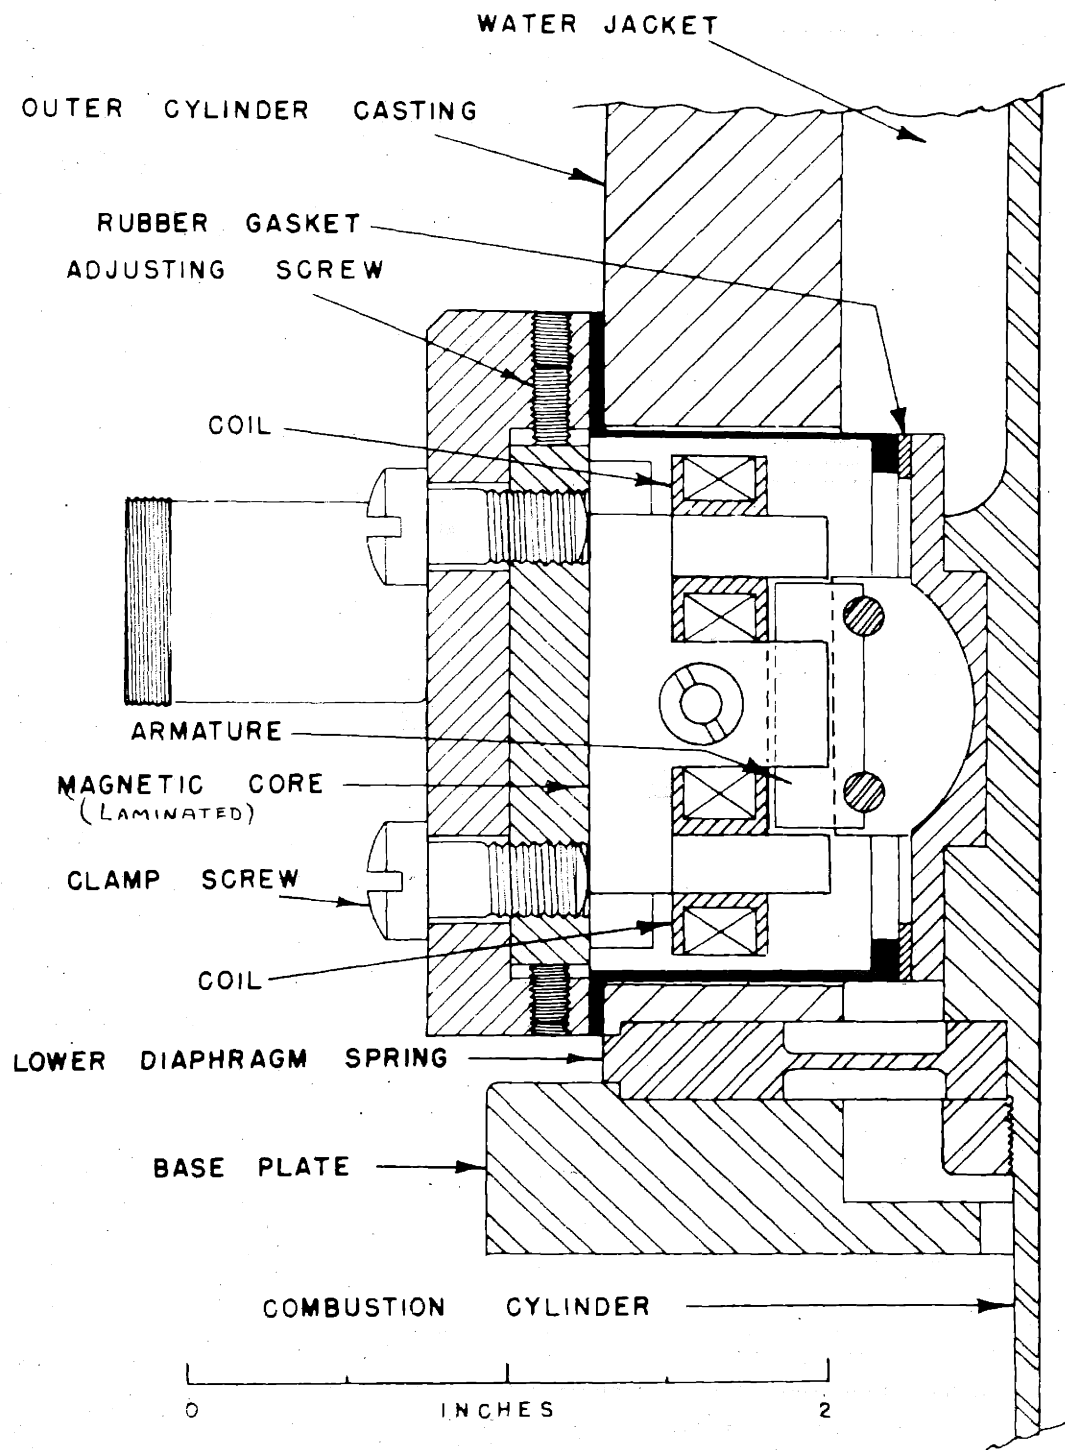 WATER JACKET
OUTER CYLINDER CASTING
RUBBER GASKET
ADJUSTING SCREW
COIL
ARMATURE
MAGNETIC CORE
(LAMINATED)
CLAMP SCREW
COIL
LOWER DIAPHRAGM SPRING
BASE PLATE
COMBUSTION CYLINDER
0 INCHES 2